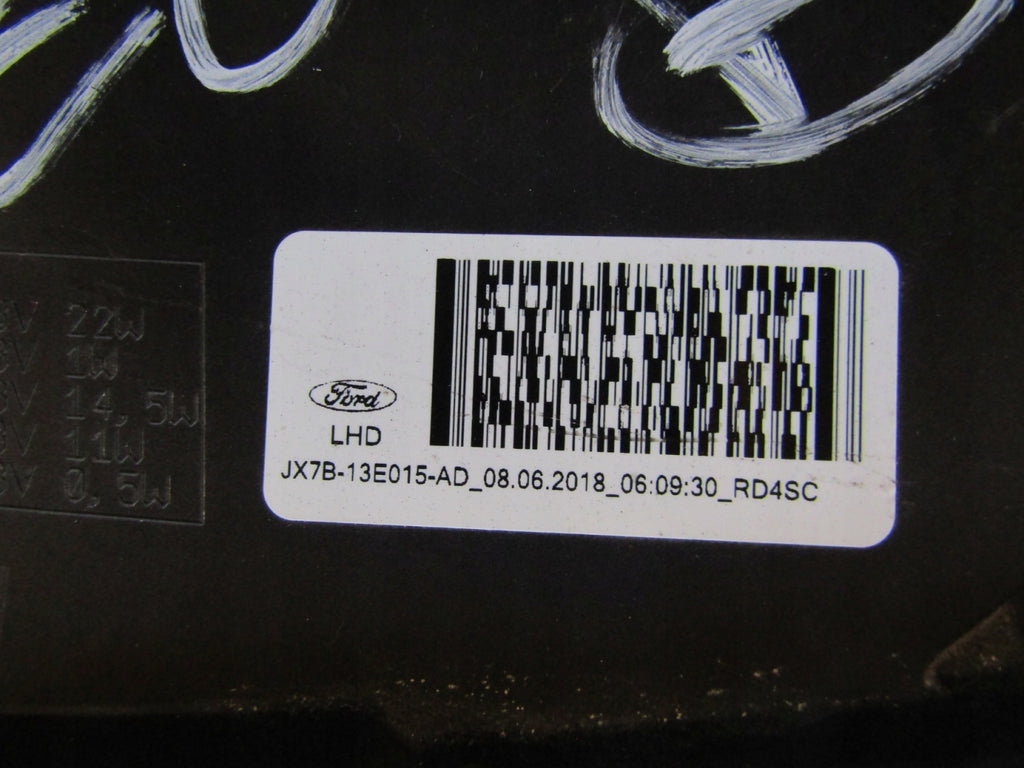 22W
1W
14,5W
11W
0,5W
Ford
LHD
JX7B-13E015-AD_08.06.2018_06:09:30_RD4SC